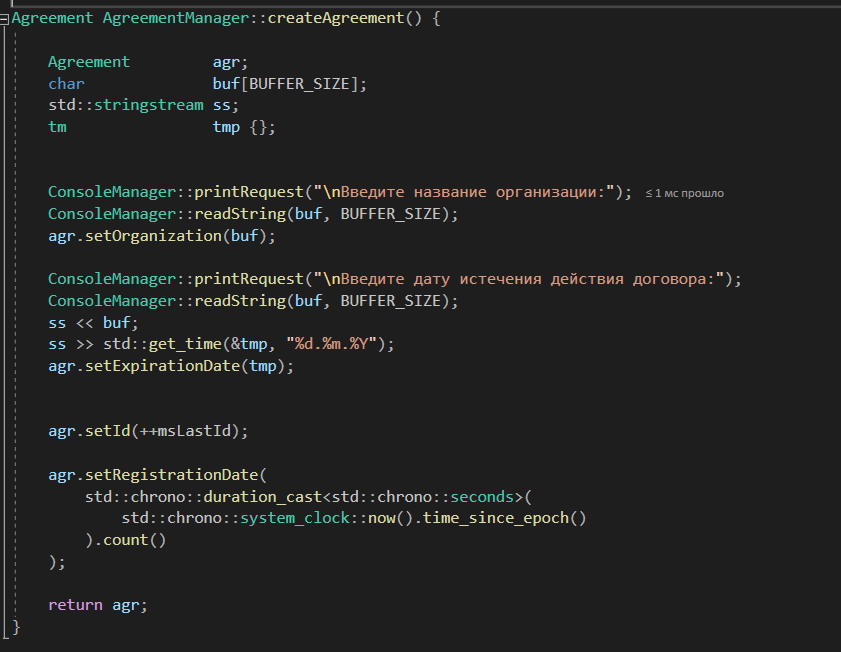 Agreement AgreementManager::createAgreement() {
Agreement agr;
char buf[BUFFER_SIZE];
std::stringstream ss;
tm tmp {};
ConsoleManager::printRequest("\nВведите название организации:"); ≤ 1 мс прошло
ConsoleManager::readString(buf, BUFFER_SIZE);
agr.setOrganization(buf);
ConsoleManager::printRequest("\nВведите дату истечения действия договора:");
ConsoleManager::readString(buf, BUFFER_SIZE);
ss << buf;
ss >> std::get_time(&tmp, "%d.%m.%Y");
agr.setExpirationDate(tmp);
agr.setId(++msLastId);
agr.setRegistrationDate(
std::chrono::duration_cast<std::chrono::seconds>(
std::chrono::system_clock::now().time_since_epoch()
).count()
);
return agr;
}